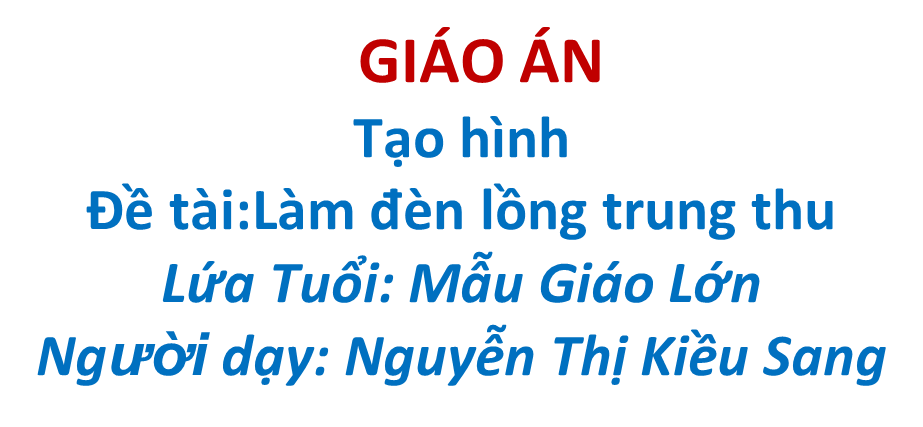 GIÁO ÁN
Tạo hình
Đề tài:Làm đèn lồng trung thu
Lứa Tuổi: Mẫu Giáo Lớn
Người dạy: Nguyễn Thị Kiều Sang